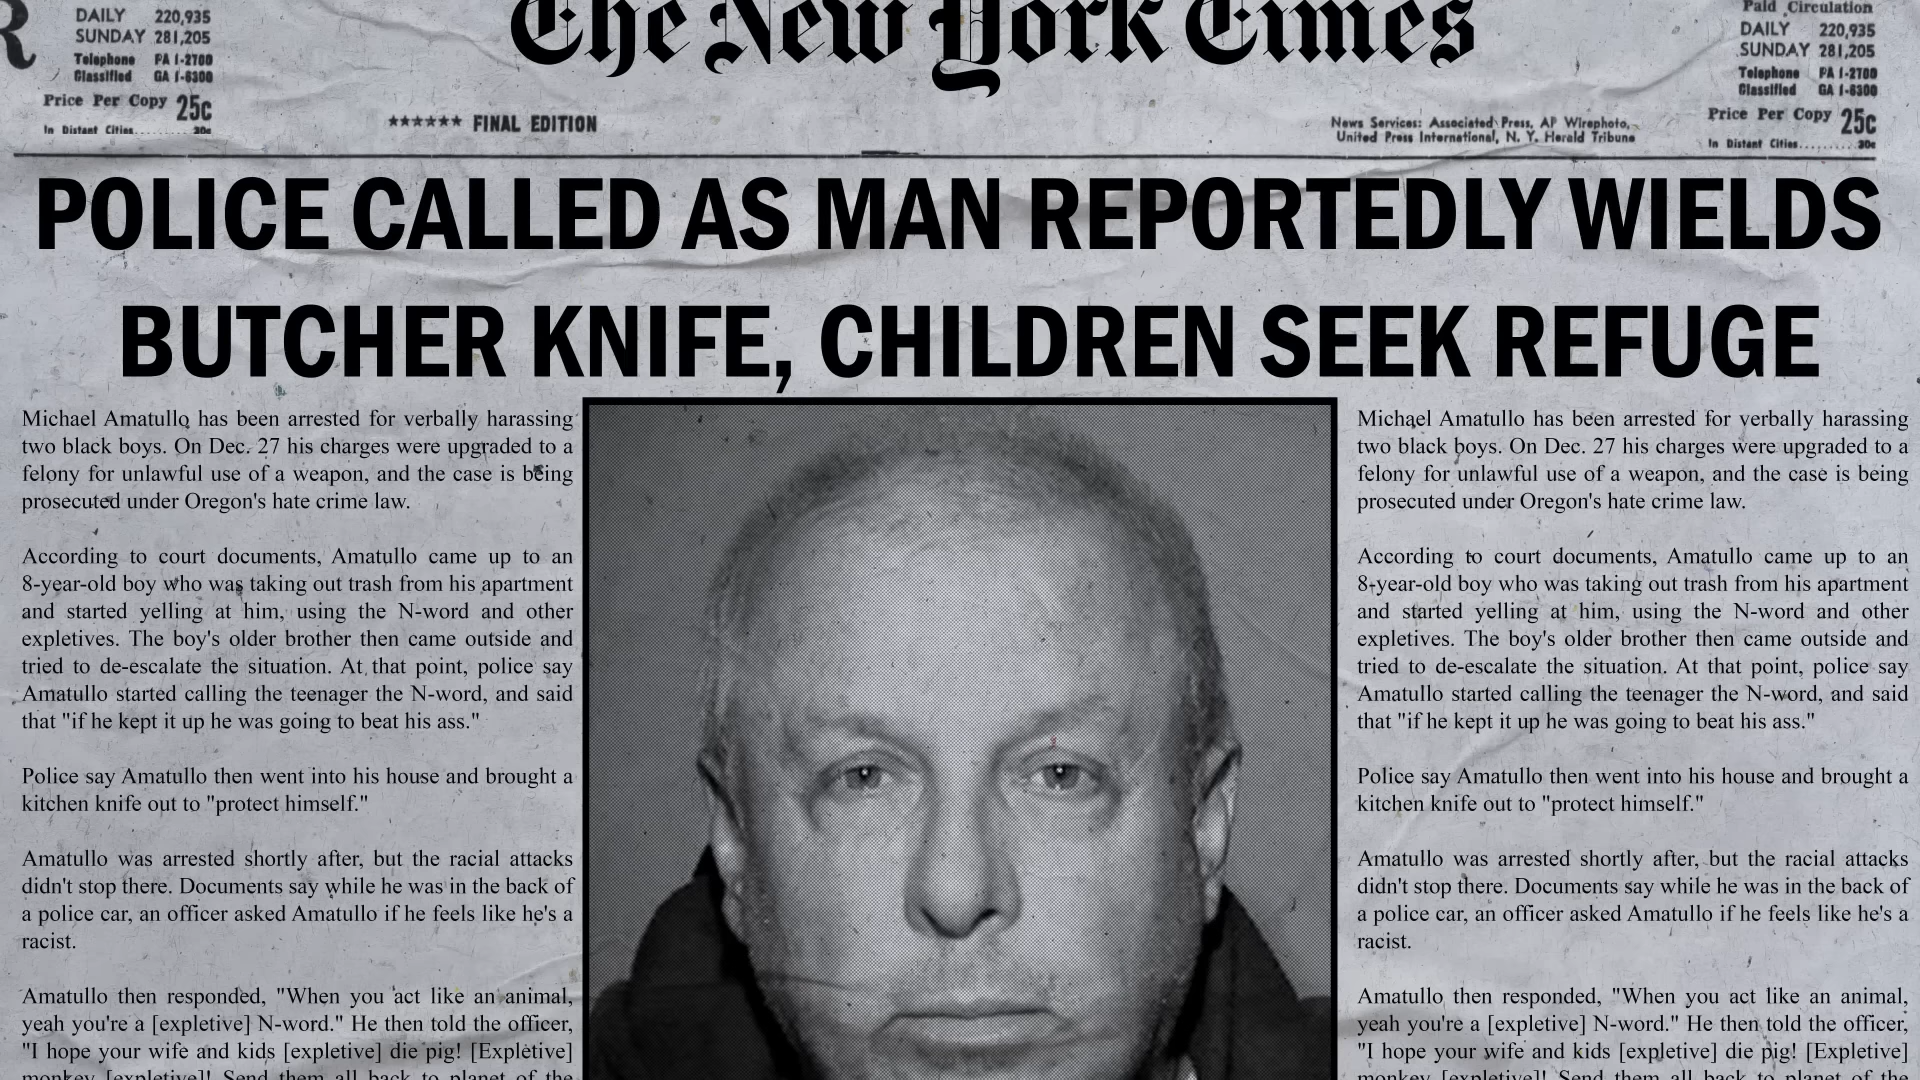 R
DAILY 220,935
SUNDAY 281,205
Telephone FA 1-2700
Classified GA 1-6300
Price Per Copy 25c
In Distant Cities......... 30c
The New York Times
Paid Circulation
DAILY 220,935
SUNDAY 281,205
Telephone FA 1-2700
Classified GA 1-6300
Price Per Copy 25c
In Distant Cities......... 30c
****** FINAL EDITION
News Services: Associated Press, AP Wirephoto,
United Press International, N. Y. Herald Tribune
POLICE CALLED AS MAN REPORTEDLY WIELDS
BUTCHER KNIFE, CHILDREN SEEK REFUGE
Michael Amatullo has been arrested for verbally harassing
two black boys. On Dec. 27 his charges were upgraded to a
felony for unlawful use of a weapon, and the case is being
prosecuted under Oregon's hate crime law.
According to court documents, Amatullo came up to an
8-year-old boy who was taking out trash from his apartment
and started yelling at him, using the N-word and other
expletives. The boy's older brother then came outside and
tried to de-escalate the situation. At that point, police say
Amatullo started calling the teenager the N-word, and said
that "if he kept it up he was going to beat his ass."
Police say Amatullo then went into his house and brought a
kitchen knife out to "protect himself."
Amatullo was arrested shortly after, but the racial attacks
didn't stop there. Documents say while he was in the back of
a police car, an officer asked Amatullo if he feels like he's a
racist.
Amatullo then responded, "When you act like an animal,
yeah you're a [expletive] N-word." He then told the officer,
"I hope your wife and kids [expletive] die pig! [Expletive]
monkey [expletive]! Send them all back to planet of the
Michael Amatullo has been arrested for verbally harassing
two black boys. On Dec. 27 his charges were upgraded to a
felony for unlawful use of a weapon, and the case is being
prosecuted under Oregon's hate crime law.
According to court documents, Amatullo came up to an
8-year-old boy who was taking out trash from his apartment
and started yelling at him, using the N-word and other
expletives. The boy's older brother then came outside and
tried to de-escalate the situation. At that point, police say
Amatullo started calling the teenager the N-word, and said
that "if he kept it up he was going to beat his ass."
Police say Amatullo then went into his house and brought a
kitchen knife out to "protect himself."
Amatullo was arrested shortly after, but the racial attacks
didn't stop there. Documents say while he was in the back of
a police car, an officer asked Amatullo if he feels like he's a
racist.
Amatullo then responded, "When you act like an animal,
yeah you're a [expletive] N-word." He then told the officer,
"I hope your wife and kids [expletive] die pig! [Expletive]
monkey [expletive]! Send them all back to planet of the